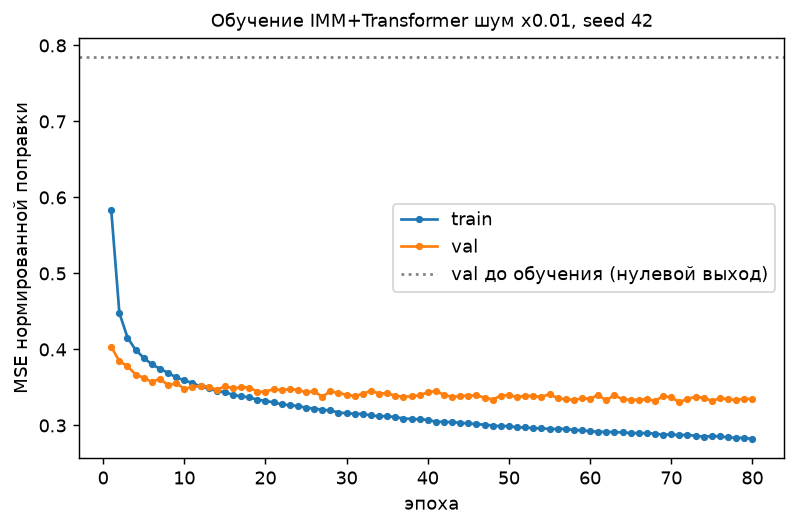 Обучение IMM+Transformer шум x0.01, seed 42
MSE нормированной поправки
0.8
0.7
0.6
0.5
0.4
0.3
train
val
val до обучения (нулевой выход)
0 10 20 30 40 50 60 70 80
эпоха